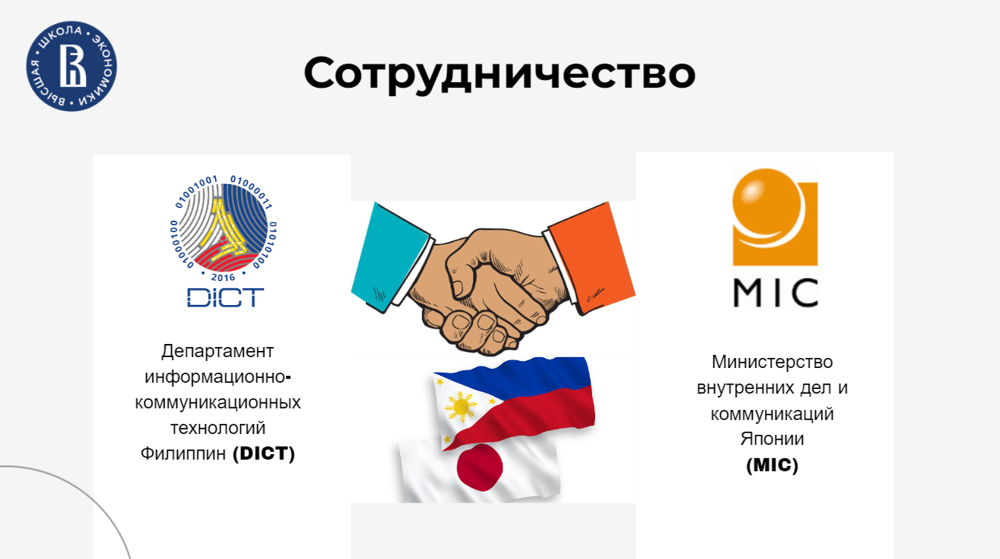 ВЫСШАЯ • ШКОЛА • ЭКОНОМИКИ •
Сотрудничество
01001001 01000011
01000100 01010100
• 2016 •
DICT
Департамент
информационно-
коммуникационных
технологий
Филиппин (DICT)
MIC
Министерство
внутренних дел и
коммуникаций
Японии
(MIC)